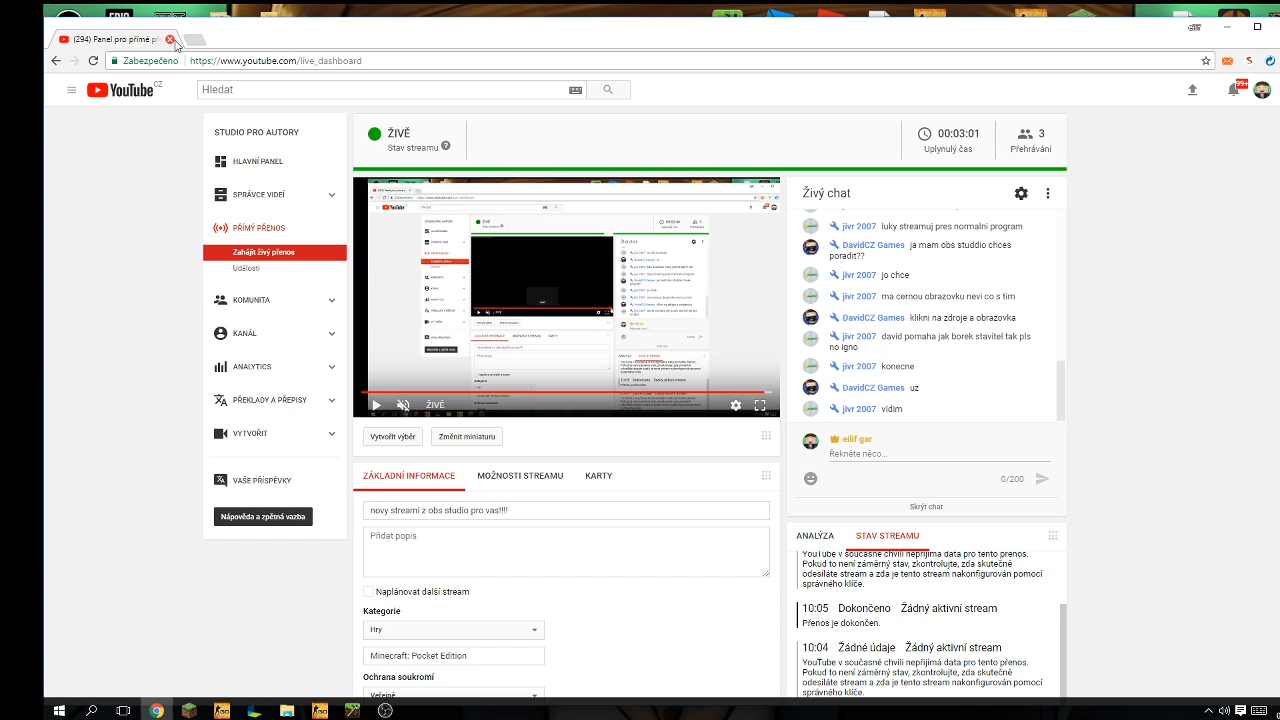 (294) Panel pro přímé př
Zabezpečeno
https://www.youtube.com/live_dashboard
YouTube CZ
Hledat
99+
STUDIO PRO AUTORY
HLAVNÍ PANEL
SPRÁVCE VIDEÍ
PŘÍMÝ PŘENOS
Zahájit živý přenos
Události
KOMUNITA
KANÁL
ANALYTICS
PŘEKLADY A PŘEPISY
VYTVOŘIT
VAŠE PŘÍSPĚVKY
Nápověda a zpětná vazba
ŽIVĚ
Stav streamu
00:03:01
Uplynulý čas
3
Přehrávání
ŽIVĚ
Vytvořit výběr
Změnit miniaturu
ZÁKLADNÍ INFORMACE
MOŽNOSTI STREAMU
KARTY
novy streami z obs studio pro vas!!!!
Přidat popis
Naplánovat další stream
Kategorie
Hry
Minecraft: Pocket Edition
Ochrana soukromí
Veřejné
Živý chat
jivr 2007 luky streamuj pres normalni program
DavidCZ Games ja mam obs studdio chces
poradit?
jivr 2007 jo chce
jivr 2007 ma cernou obrazovku nevi co s tim
DavidCZ Games klikni na zdroje a obrazovka
jivr 2007 david pomaha jak borek stavitel tak pls
no igno
jivr 2007 konecne
DavidCZ Games uz
jivr 2007 vidim
eilif gar
Řekněte něco…
0/200
Skrýt chat
ANALÝZA
STAV STREAMU
YouTube v současné chvíli nepřijímá data pro tento přenos.
Pokud to není záměrný stav, zkontrolujte, zda skutečně
odesíláte stream a zda je tento stream nakonfigurován pomocí
správného klíče.
10:05 Dokončeno Žádný aktivní stream
Přenos je dokončen.
10:04 Žádné údaje Žádný aktivní stream
YouTube v současné chvíli nepřijímá data pro tento přenos.
Pokud to není záměrný stav, zkontrolujte, zda skutečně
odesíláte stream a zda je tento stream nakonfigurován pomocí
správného klíče.